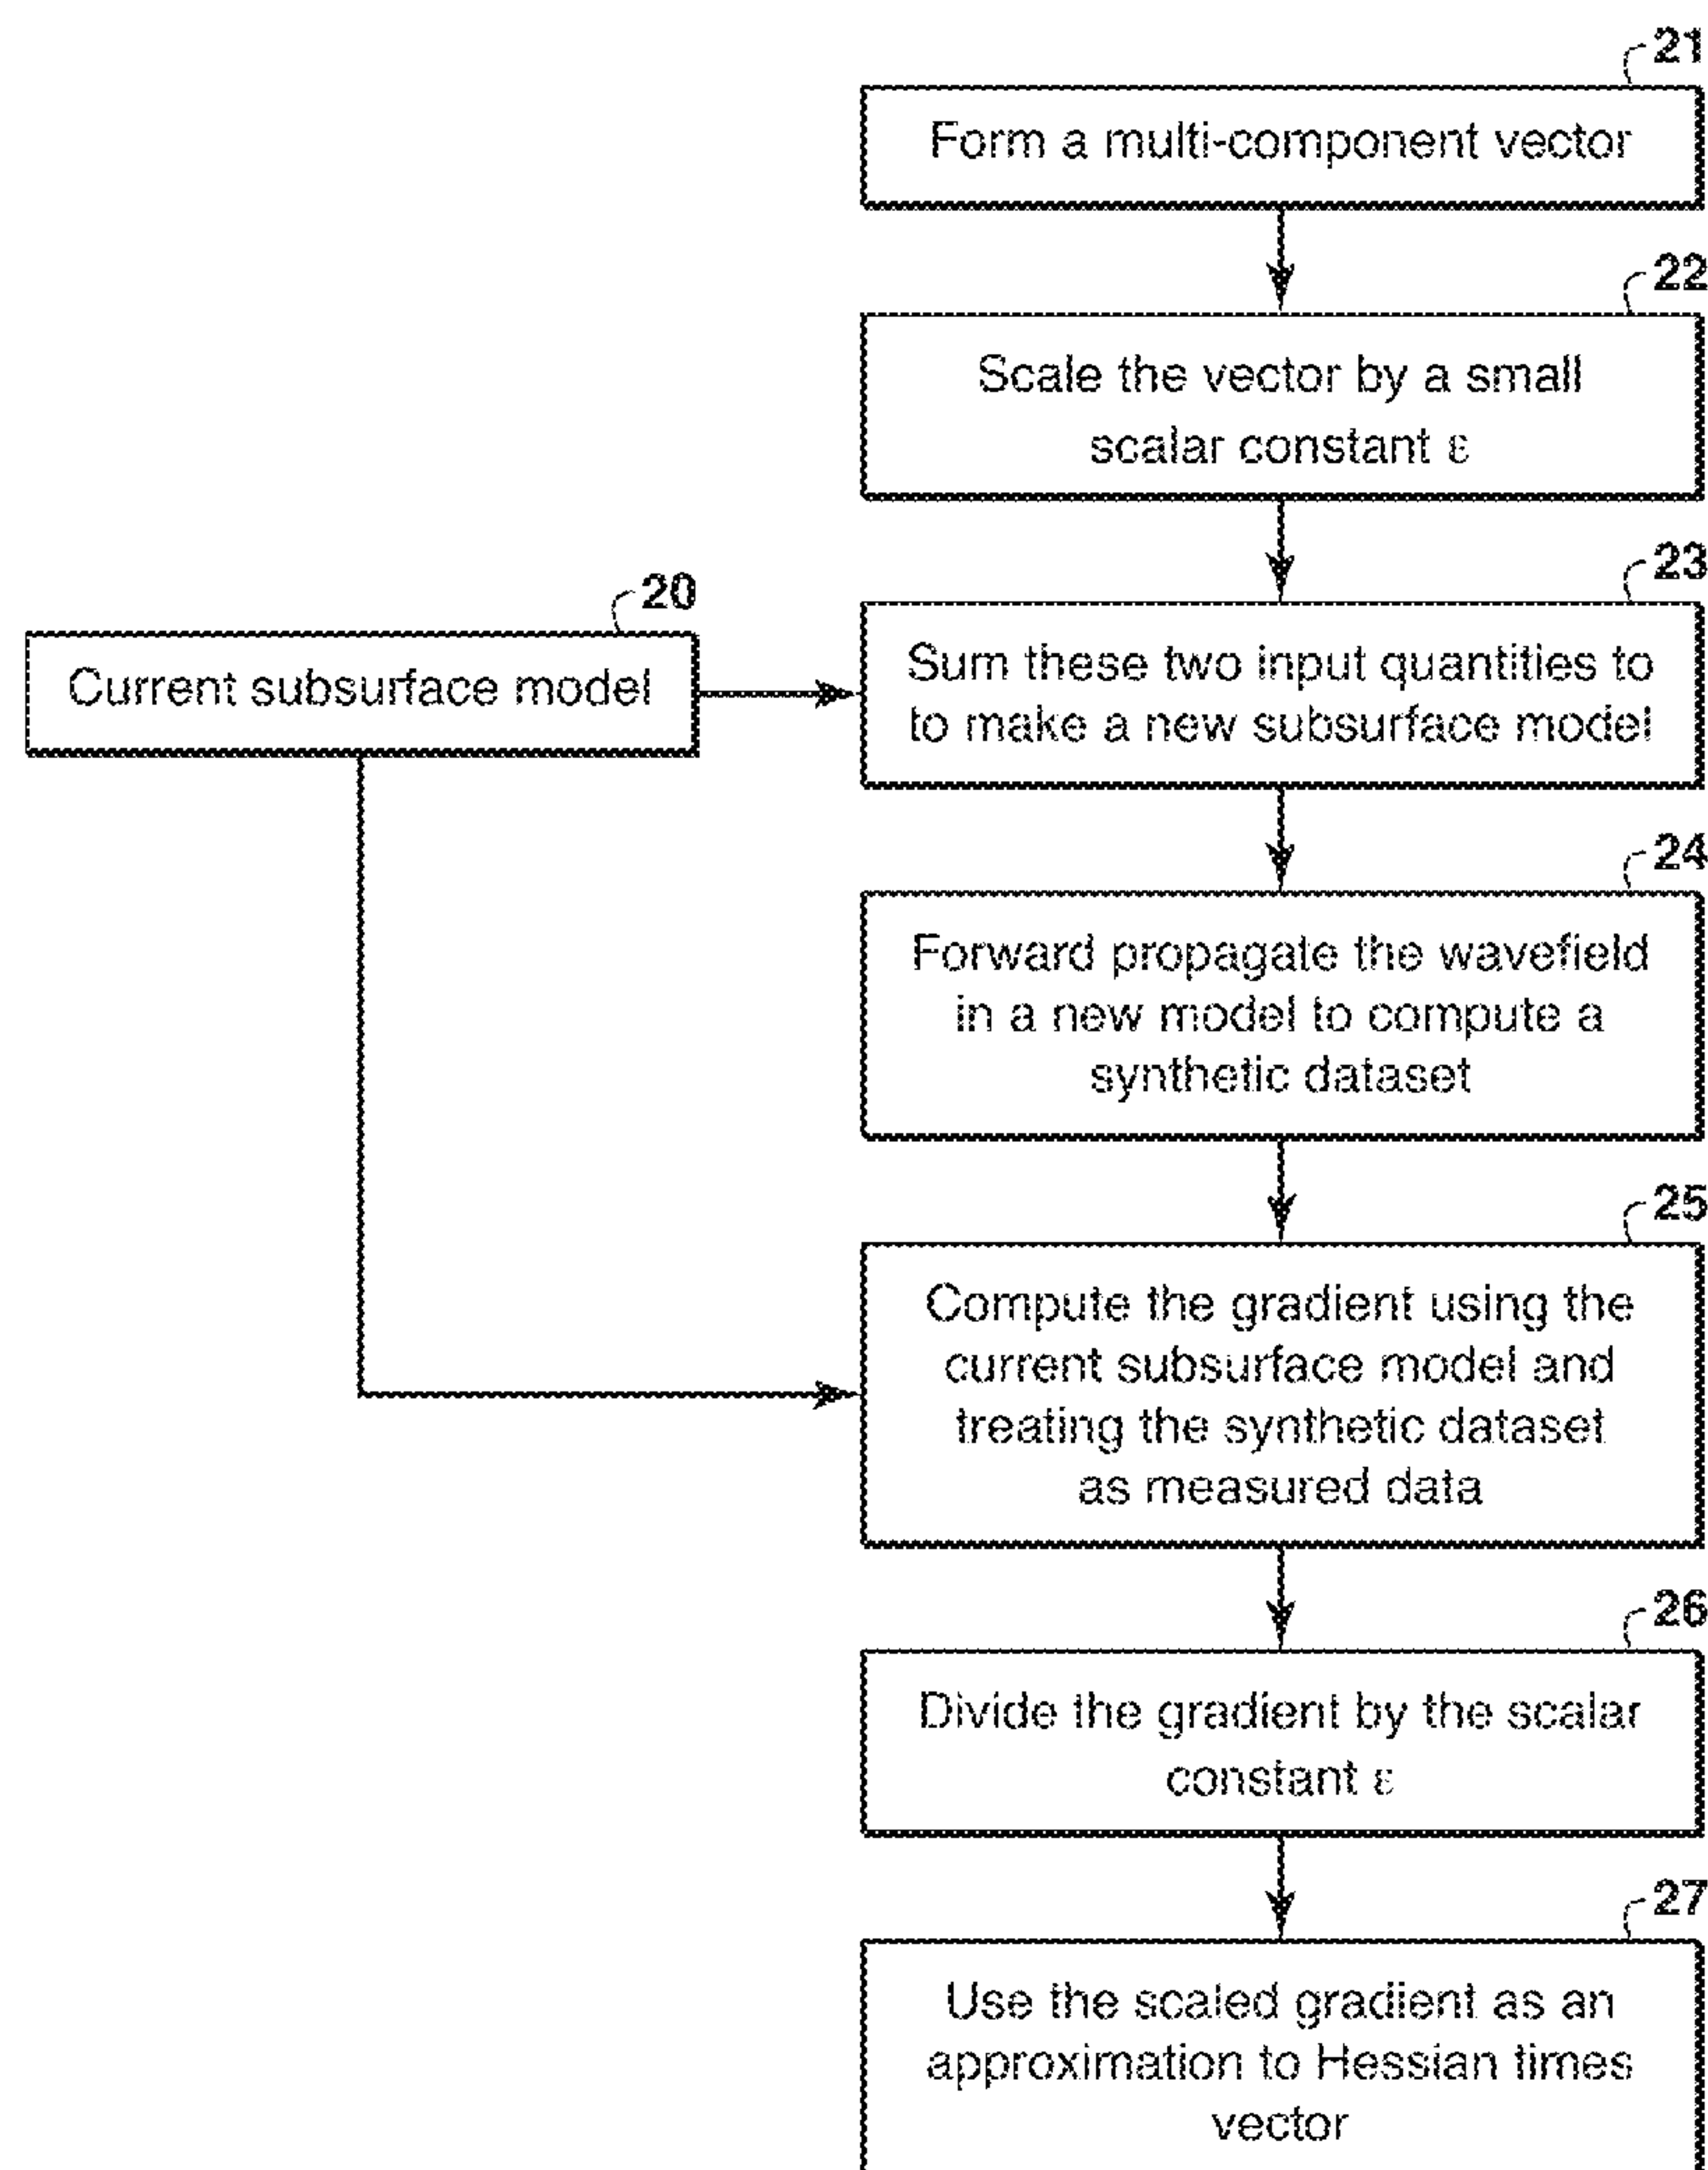 21
Form a multi-component vector
22
Scale the vector by a small
scalar constant ε
20
Current subsurface model
23
Sum these two input quantities to
to make a new subsurface model
24
Forward propagate the wavefield
in a new model to compute a
synthetic dataset
25
Compute the gradient using the
current subsurface model and
treating the synthetic dataset
as measured data
26
Divide the gradient by the scalar
constant ε
27
Use the scaled gradient as an
approximation to Hessian times
vector